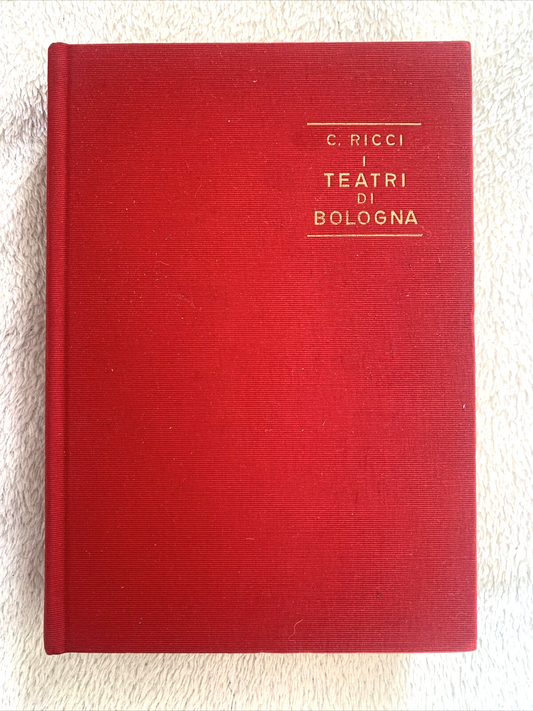 C. RICCI
I
TEATRI
DI
BOLOGNA